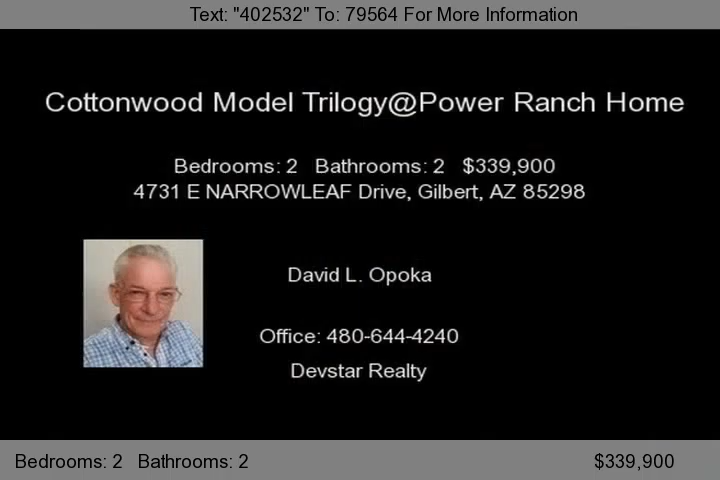 Text: "402532" To: 79564 For More Information
Cottonwood Model Trilogy@Power Ranch Home
Bedrooms: 2 Bathrooms: 2 $339,900
4731 E NARROWLEAF Drive, Gilbert, AZ 85298
David L. Opoka
Office: 480-644-4240
Devstar Realty
Bedrooms: 2 Bathrooms: 2 $339,900